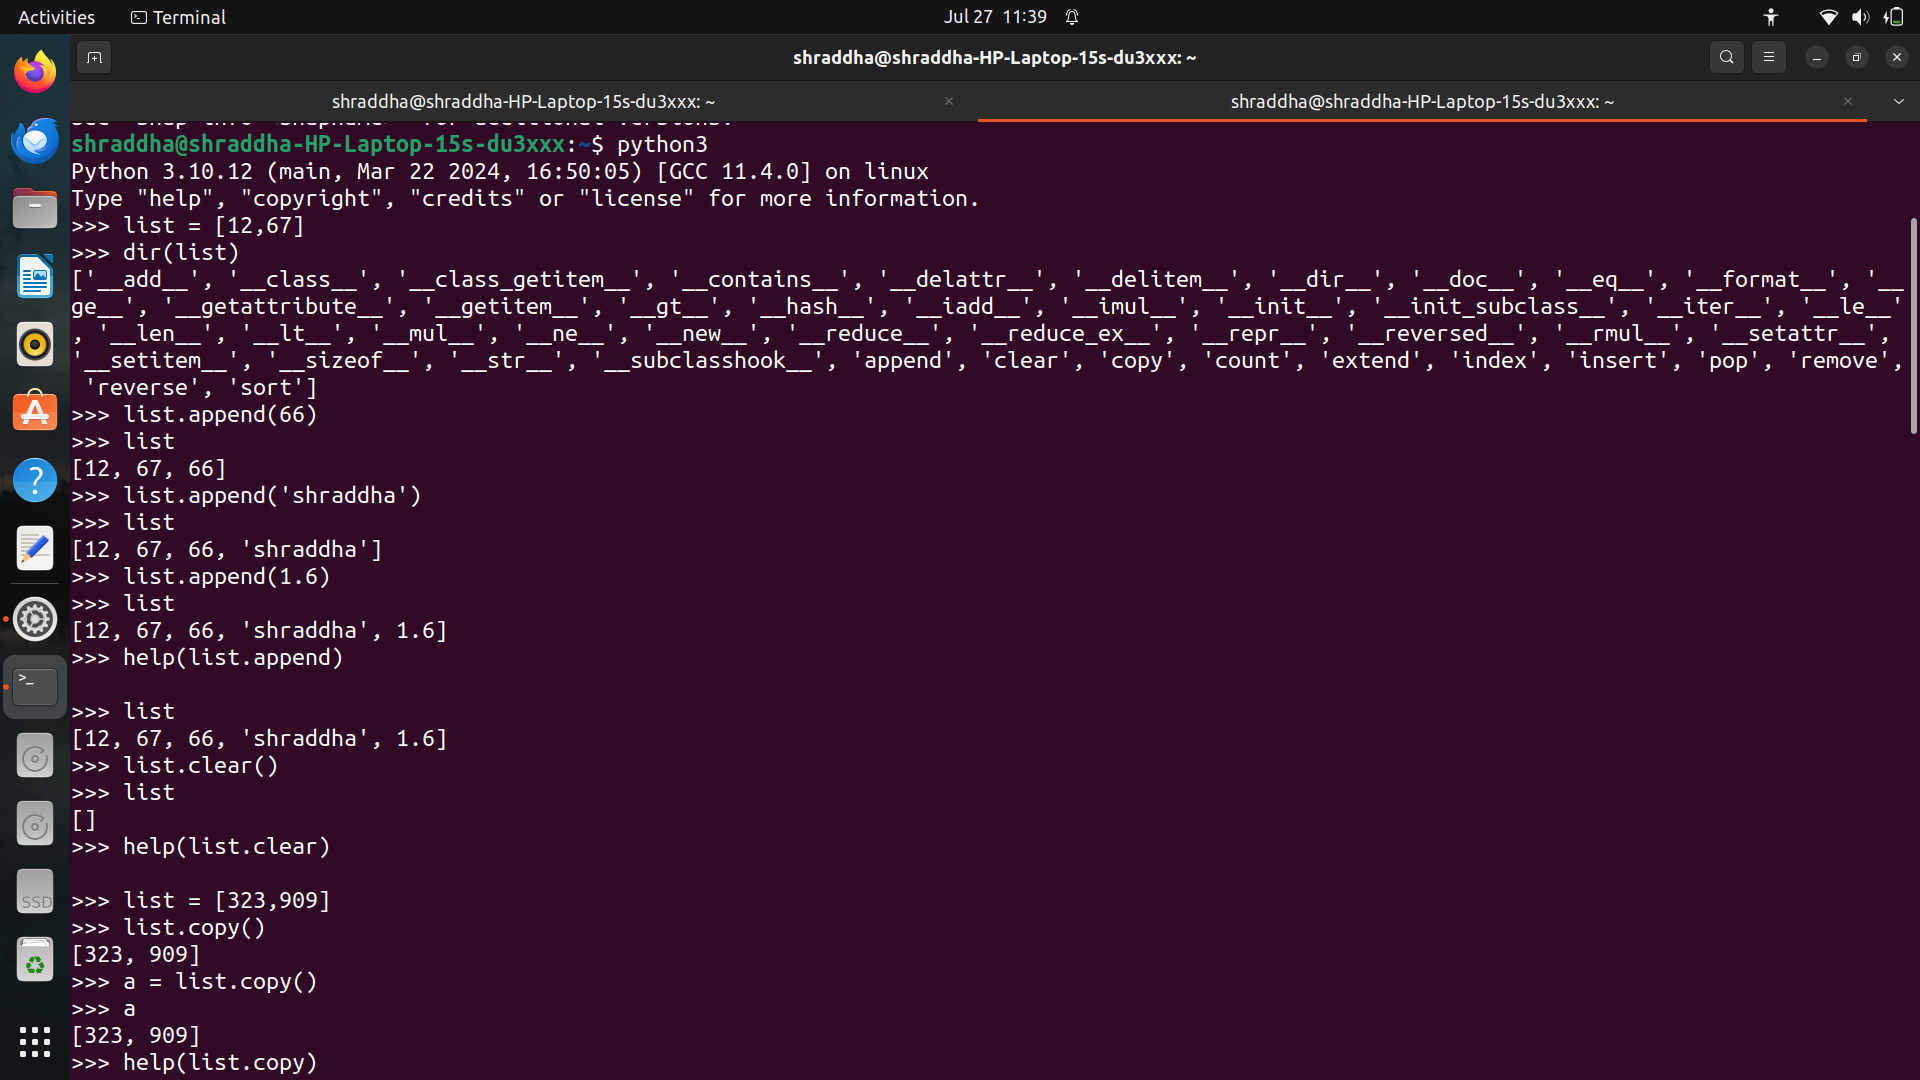 Activities Terminal Jul 27 11:39
shraddha@shraddha-HP-Laptop-15s-du3xxx: ~
shraddha@shraddha-HP-Laptop-15s-du3xxx: ~ shraddha@shraddha-HP-Laptop-15s-du3xxx: ~
shraddha@shraddha-HP-Laptop-15s-du3xxx:~$ python3
Python 3.10.12 (main, Mar 22 2024, 16:50:05) [GCC 11.4.0] on linux
Type "help", "copyright", "credits" or "license" for more information.
>>> list = [12,67]
>>> dir(list)
['__add__', '__class__', '__class_getitem__', '__contains__', '__delattr__', '__delitem__', '__dir__', '__doc__', '__eq__', '__format__', '__
ge__', '__getattribute__', '__getitem__', '__gt__', '__hash__', '__iadd__', '__imul__', '__init__', '__init_subclass__', '__iter__', '__le__'
, '__len__', '__lt__', '__mul__', '__ne__', '__new__', '__reduce__', '__reduce_ex__', '__repr__', '__reversed__', '__rmul__', '__setattr__',
'__setitem__', '__sizeof__', '__str__', '__subclasshook__', 'append', 'clear', 'copy', 'count', 'extend', 'index', 'insert', 'pop', 'remove',
'reverse', 'sort']
>>> list.append(66)
>>> list
[12, 67, 66]
>>> list.append('shraddha')
>>> list
[12, 67, 66, 'shraddha']
>>> list.append(1.6)
>>> list
[12, 67, 66, 'shraddha', 1.6]
>>> help(list.append)
>>> list
[12, 67, 66, 'shraddha', 1.6]
>>> list.clear()
>>> list
[]
>>> help(list.clear)
>>> list = [323,909]
>>> list.copy()
[323, 909]
>>> a = list.copy()
>>> a
[323, 909]
>>> help(list.copy)
SSD